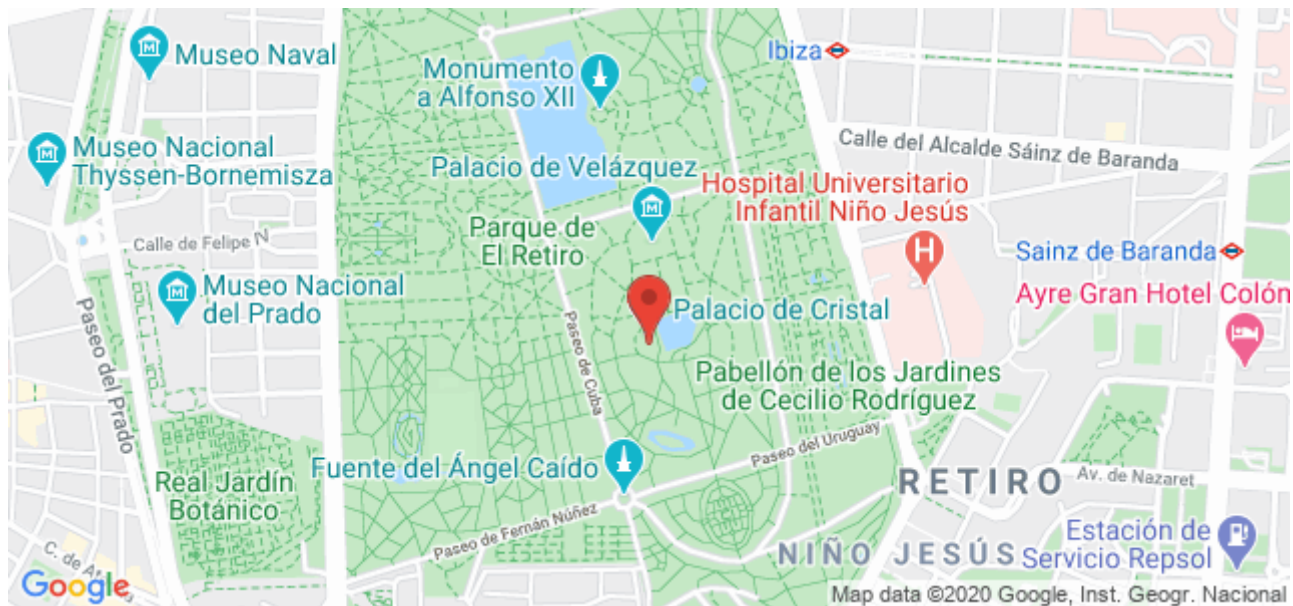 Museo Naval
Monumento
a Alfonso XII
Ibiza
Museo Nacional
Thyssen-Bornemisza
Palacio de Velázquez
Calle del Alcalde Sáinz de Baranda
Hospital Universitario
Infantil Niño Jesús
Parque de
El Retiro
Calle de Felipe IV
Sainz de Baranda
Museo Nacional
del Prado
Palacio de Cristal
Ayre Gran Hotel Colón
Paseo del Prado
Paseo de Cuba
Pabellón de los Jardines
de Cecilio Rodríguez
Paseo del Uruguay
Fuente del Ángel Caído
Real Jardín
Botánico
RETIRO
Av. de Nazaret
Paseo de Fernán Núñez
NIÑO JESÚS
Estación de
Servicio Repsol
C. de At
Google
Map data ©2020 Google, Inst. Geogr. Nacional